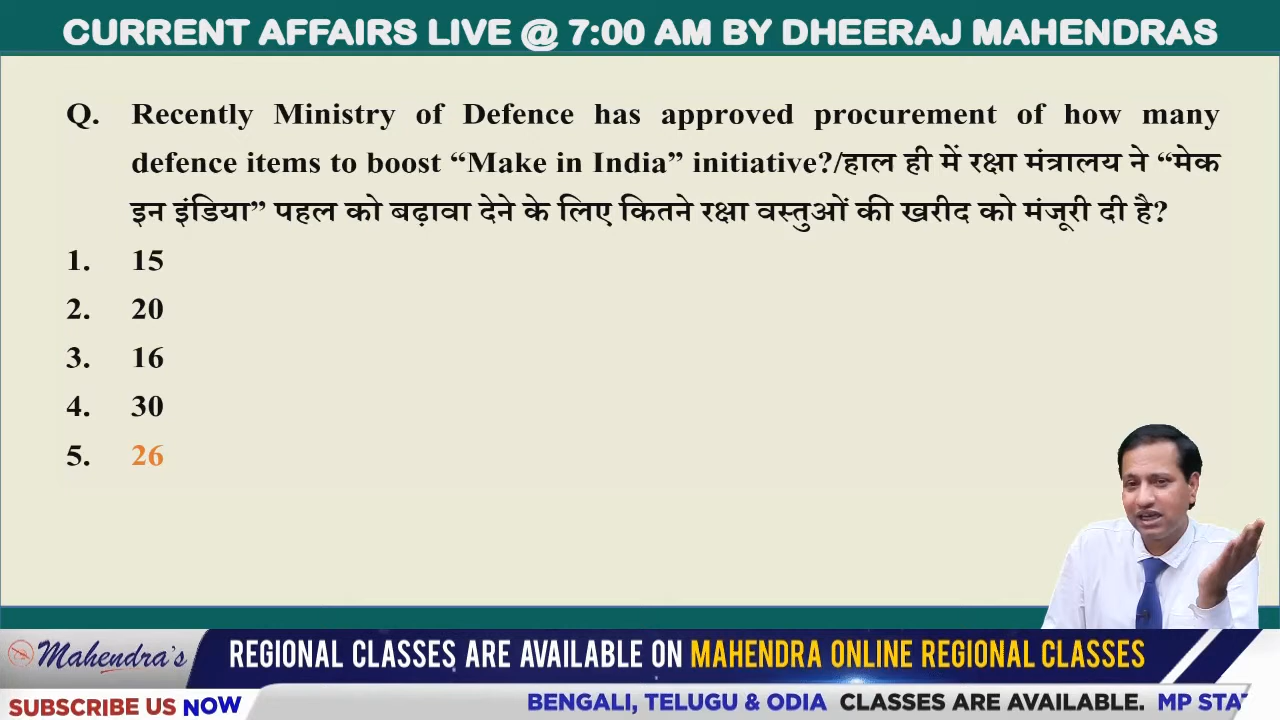 CURRENT AFFAIRS LIVE @ 7:00 AM BY DHEERAJ MAHENDRAS
Q. Recently Ministry of Defence has approved procurement of how many
defence items to boost “Make in India” initiative?/हाल ही में रक्षा मंत्रालय ने “मेक
इन इंडिया” पहल को बढ़ावा देने के लिए कितने रक्षा वस्तुओं की खरीद को मंजूरी दी है?
1. 15
2. 20
3. 16
4. 30
5. 26
Mahendra's
REGIONAL CLASSES ARE AVAILABLE ON MAHENDRA ONLINE REGIONAL CLASSES
SUBSCRIBE US NOW
BENGALI, TELUGU & ODIA CLASSES ARE AVAILABLE. MP STAT